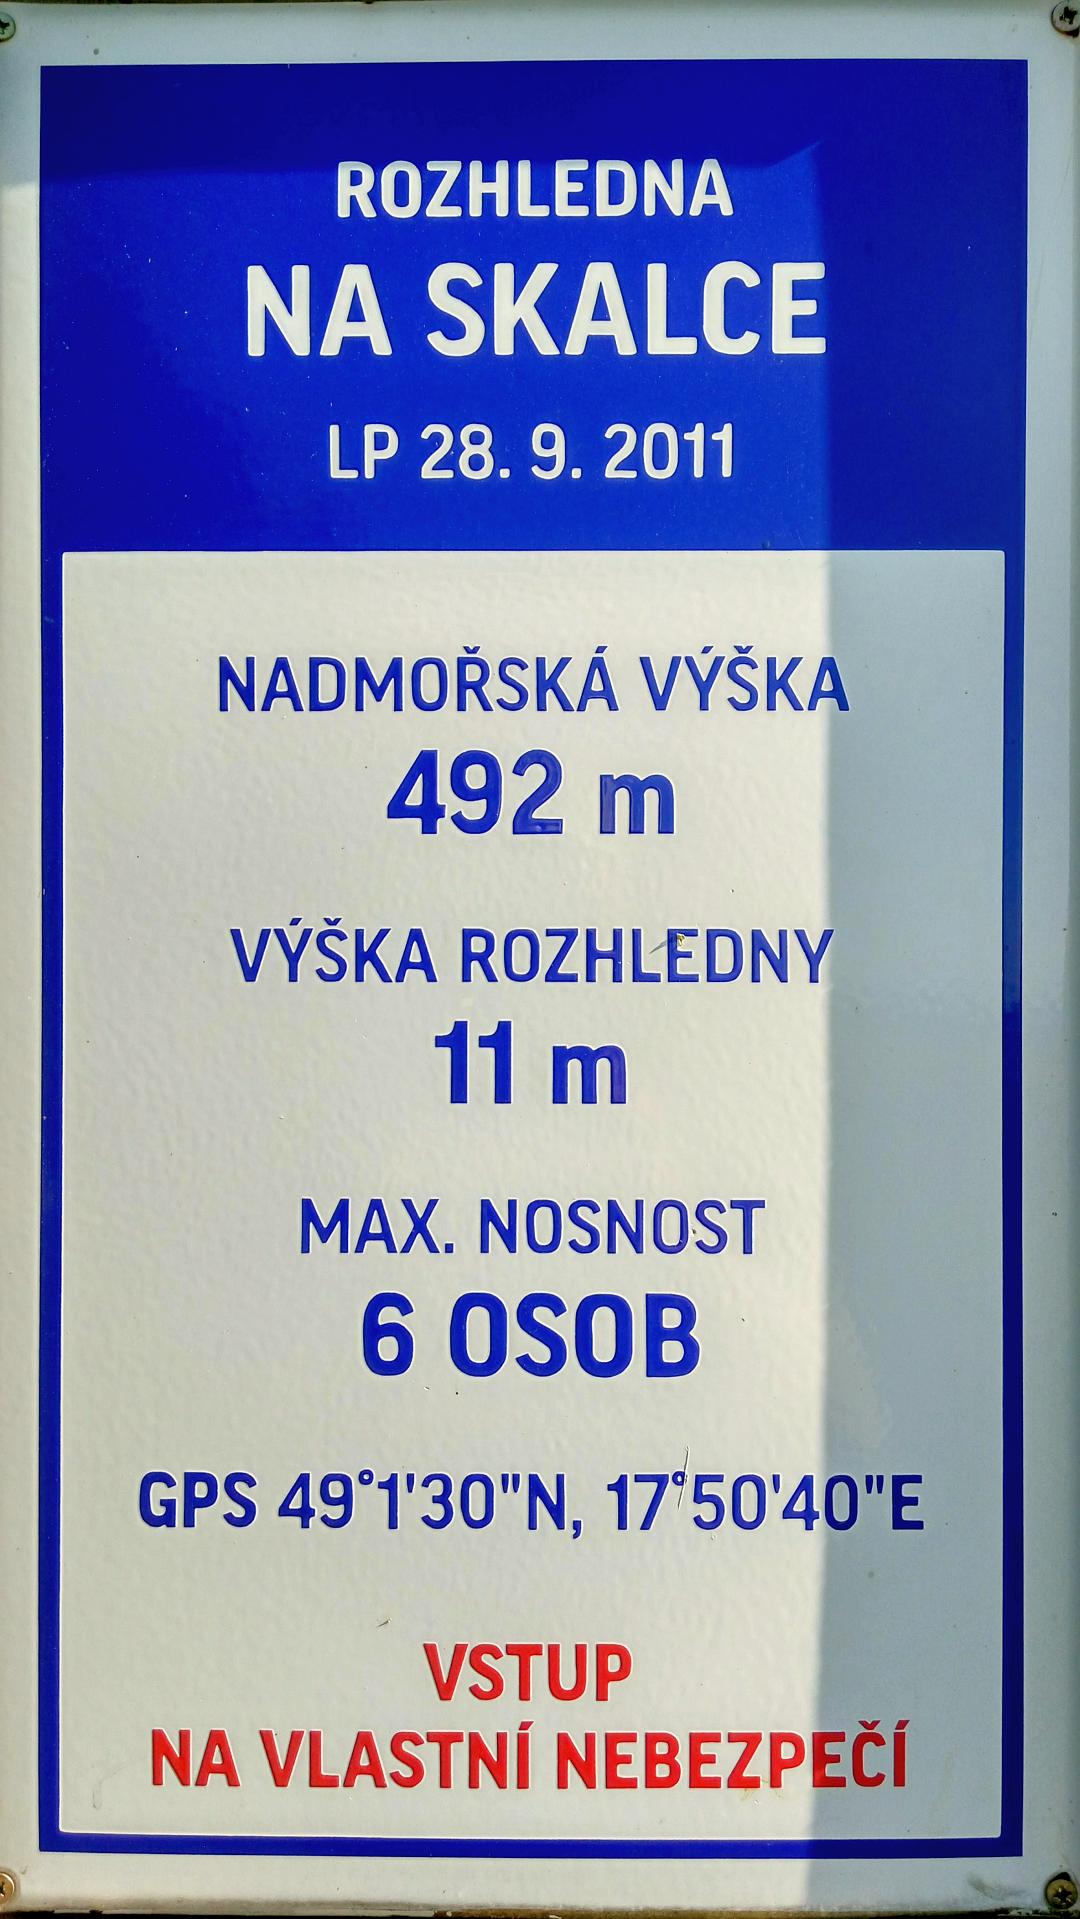 ROZHLEDNA
NA SKALCE
LP 28. 9. 2011
NADMOŘSKÁ VÝŠKA
492 m
VÝŠKA ROZHLEDNY
11 m
MAX. NOSNOST
6 OSOB
GPS 49°1'30"N, 17°50'40"E
VSTUP
NA VLASTNÍ NEBEZPEČÍ